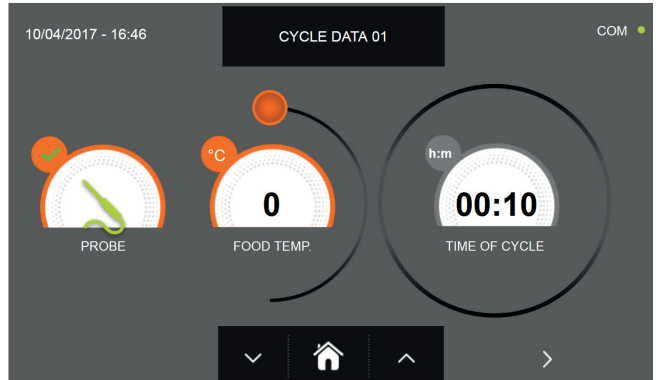 10/04/2017 - 16:46
CYCLE DATA 01
COM
°C
h:m
0
00:10
PROBE
FOOD TEMP.
TIME OF CYCLE